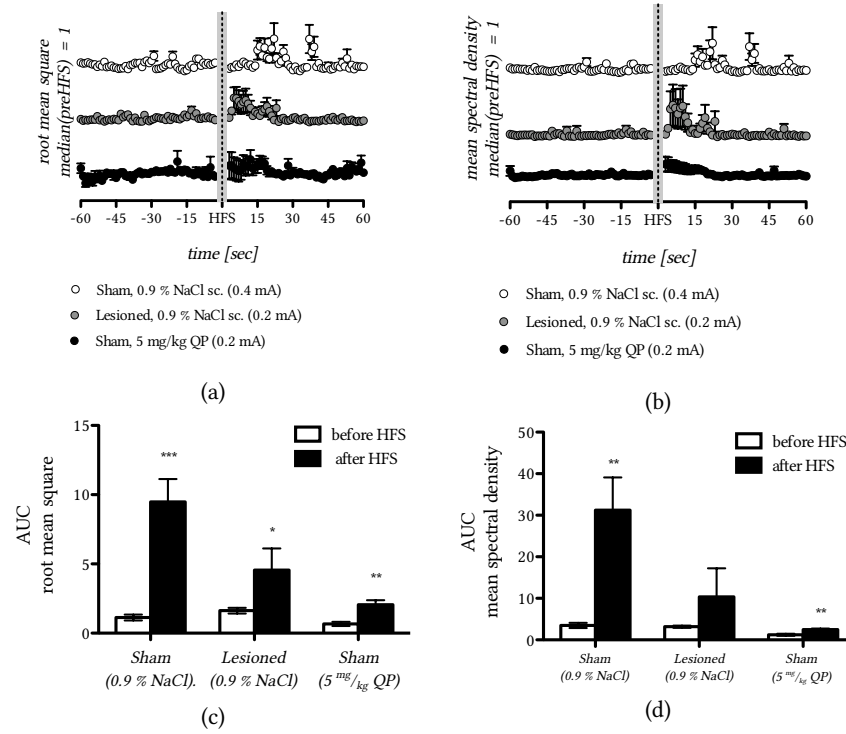 root mean square
median(preHFS) = 1
-60 -45 -30 -15 HFS 15 30 45 60
time [sec]
Sham, 0.9 % NaCl sc. (0.4 mA)
Lesioned, 0.9 % NaCl sc. (0.2 mA)
Sham, 5 mg/kg QP (0.2 mA)
(a)
mean spectral density
median(preHFS) = 1
-60 -45 -30 -15 HFS 15 30 45 60
time [sec]
Sham, 0.9 % NaCl sc. (0.4 mA)
Lesioned, 0.9 % NaCl sc. (0.2 mA)
Sham, 5 mg/kg QP (0.2 mA)
(b)
AUC
root mean square
15
10
5
0
before HFS
after HFS
***
*
**
Sham Lesioned Sham
(0.9 % NaCl). (0.9 % NaCl) (5 mg/kg QP)
(c)
AUC
mean spectral density
50
40
30
20
10
0
before HFS
after HFS
**
**
Sham Lesioned Sham
(0.9 % NaCl) (0.9 % NaCl) (5 mg/kg QP)
(d)